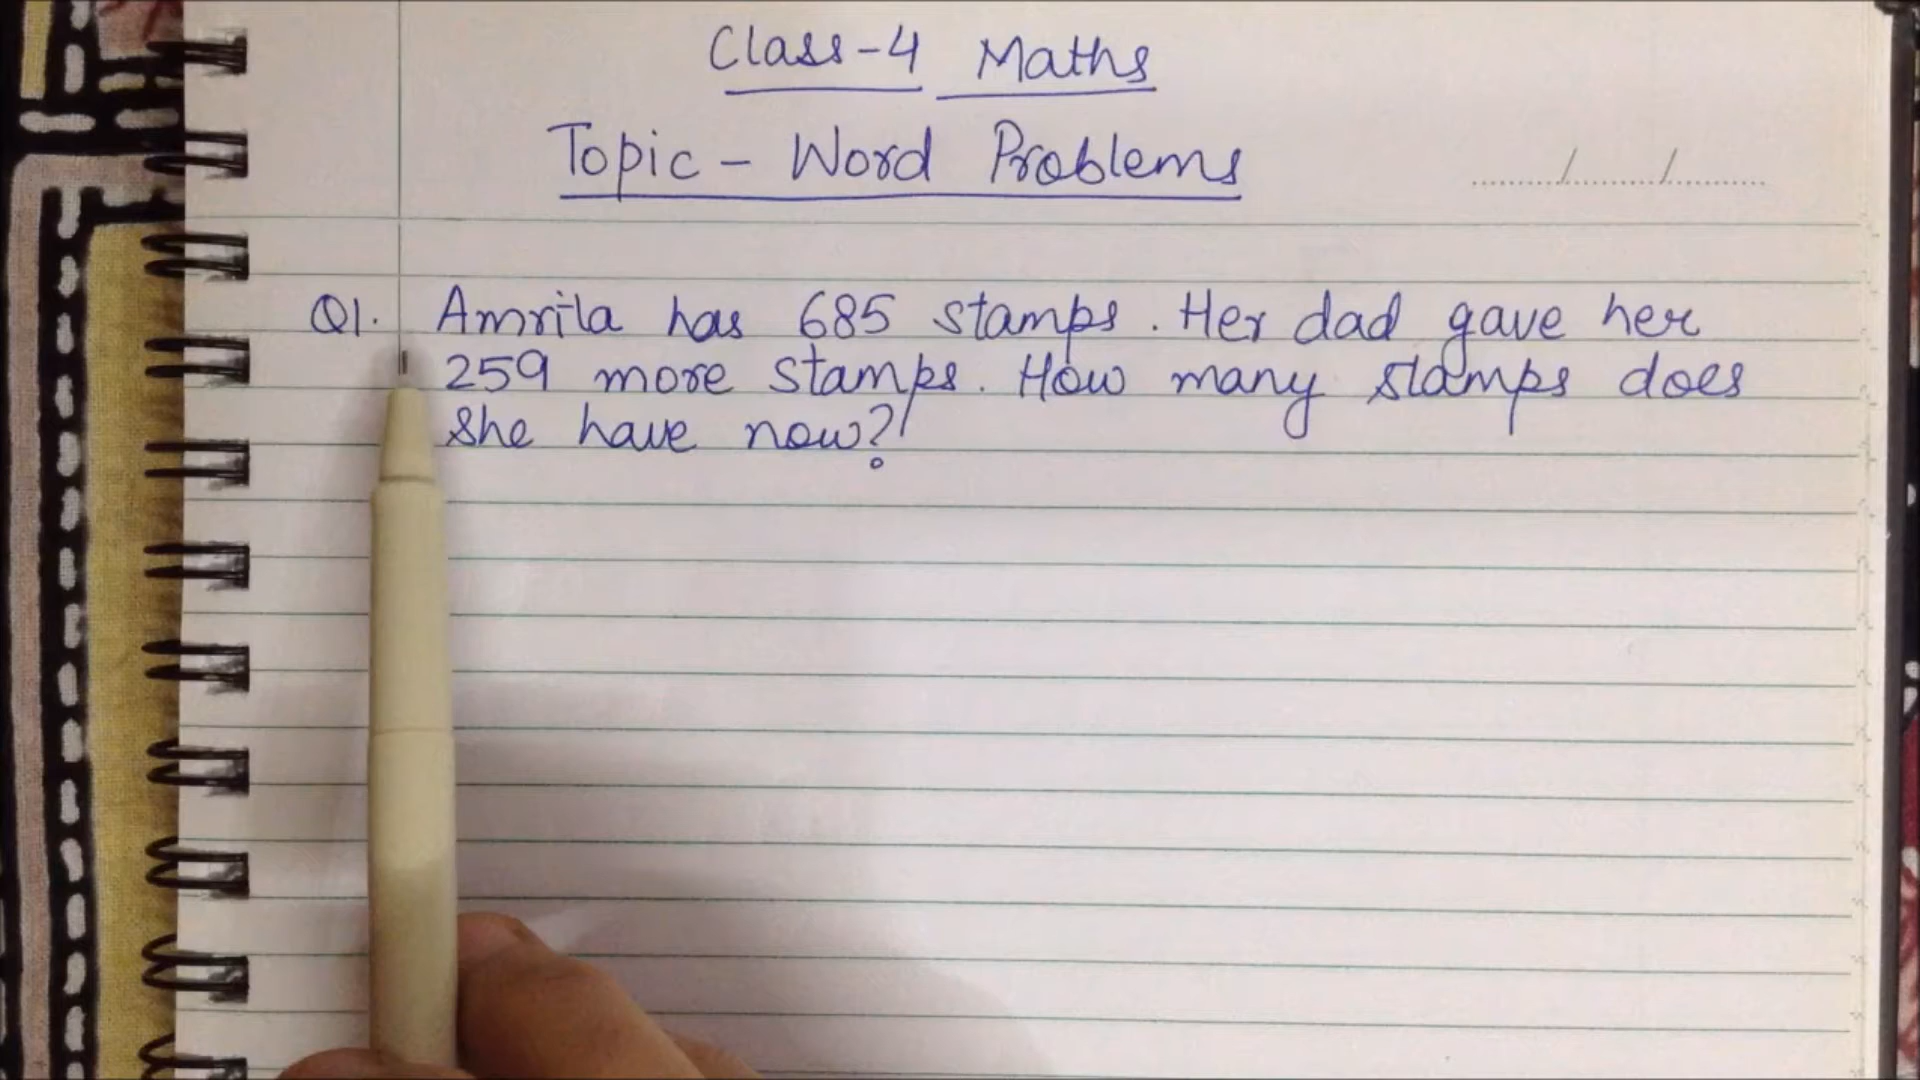 Class-4 Maths
Topic - Word Problems
Q1. Amrita has 685 stamps. Her dad gave her
259 more stamps. How many stamps does
she have now?